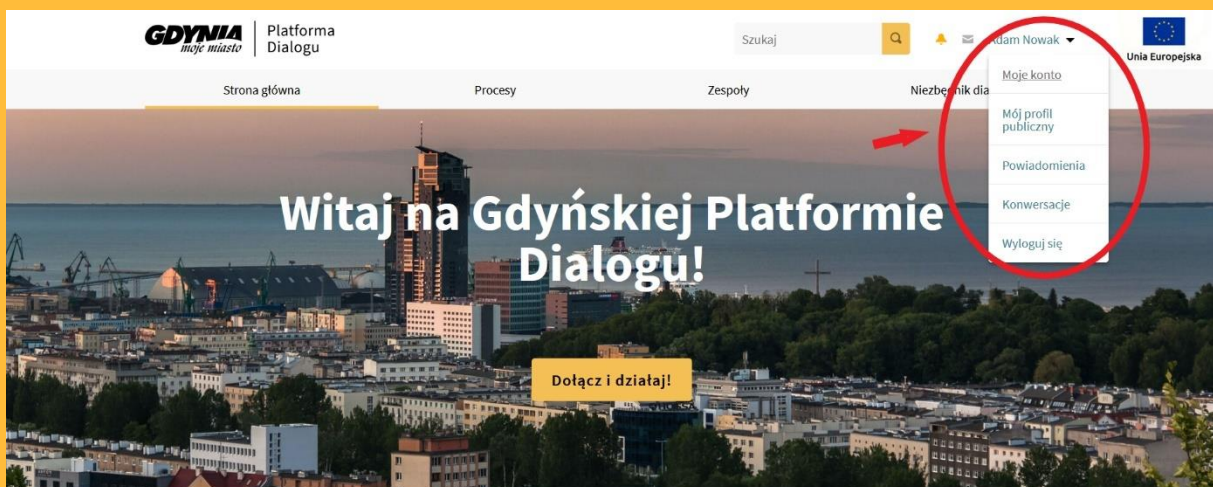 GDYNIA
moje miasto
Platforma
Dialogu
Szukaj
Adam Nowak
Unia Europejska
Strona główna
Procesy
Zespoły
Niezbędnik dia
Moje konto
Mój profil
publiczny
Powiadomienia
Konwersacje
Wyloguj się
Witaj na Gdyńskiej Platformie
Dialogu!
Dołącz i działaj!